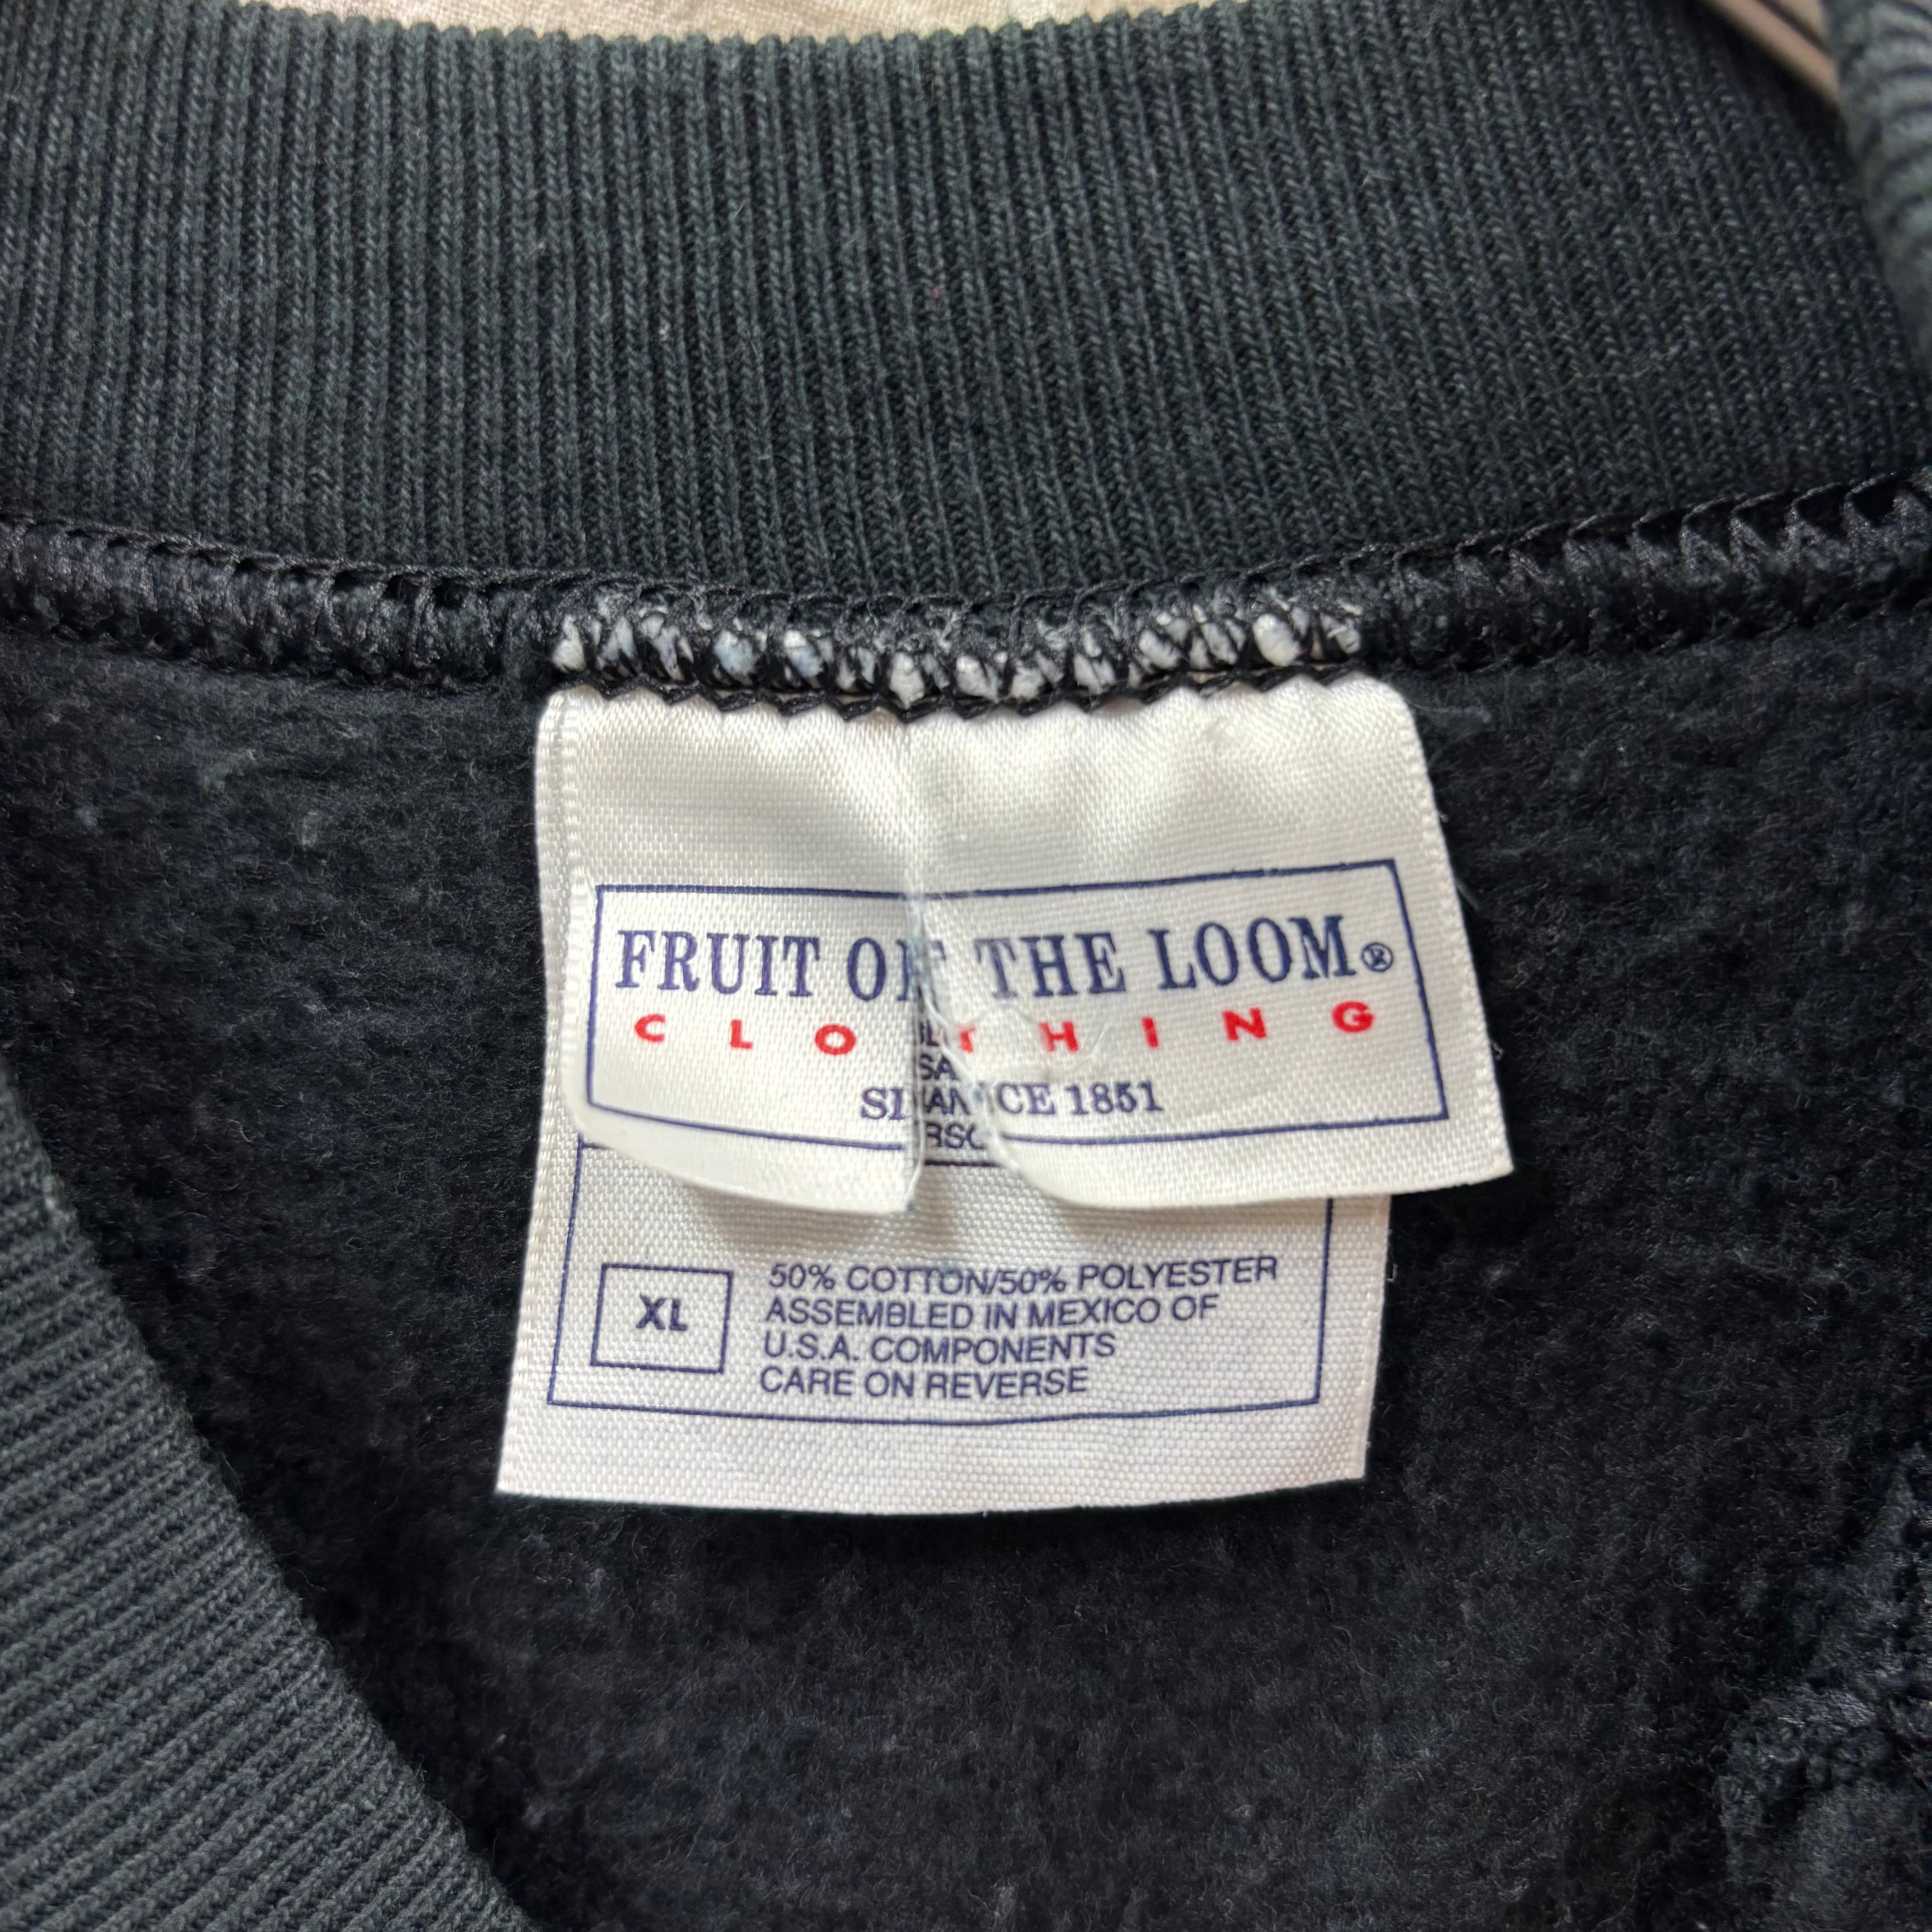 FRUIT OF THE LOOM®
CLOTHING
SINCE 1851
XL
50% COTTON/50% POLYESTER
ASSEMBLED IN MEXICO OF
U.S.A. COMPONENTS
CARE ON REVERSE